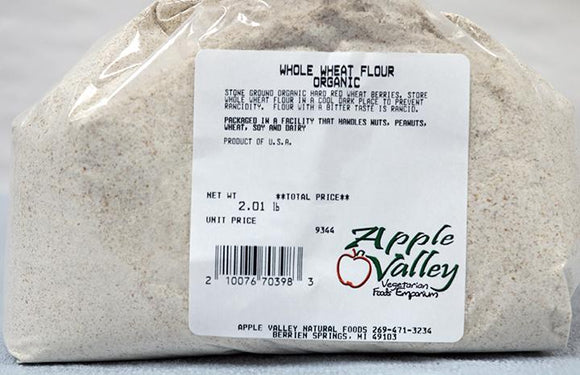 WHOLE WHEAT FLOUR
ORGANIC
STONE GROUND ORGANIC HARD RED WHEAT BERRIES. STORE
WHOLE WHEAT FLOUR IN A COOL DARK PLACE TO PREVENT
RANCIDITY. FLOUR WITH A BITTER TASTE IS RANCID.
PACKAGED IN A FACILITY THAT HANDLES NUTS, PEANUTS,
WHEAT, SOY AND DAIRY
PRODUCT OF U.S.A.
NET WT **TOTAL PRICE**
2.01 lb
UNIT PRICE
9344
Apple
Valley
Vegetarian
Foods Emporium
2 10076 70398 3
APPLE VALLEY NATURAL FOODS 269-471-3234
BERRIEN SPRINGS, MI 49103